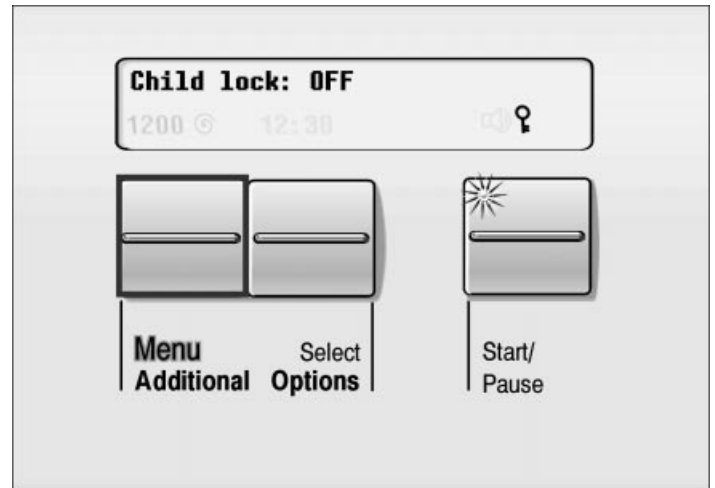 Child lock: OFF
1200 12:30
Menu Select
Additional Options
Start/
Pause